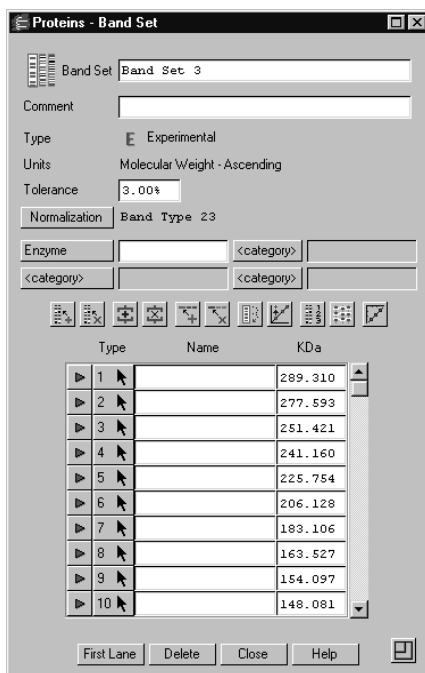 Proteins - Band Set
Band Set Band Set 3
Comment
Type E Experimental
Units Molecular Weight - Ascending
Tolerance 3.00%
Normalization Band Type 23
Enzyme <category>
<category> <category>
Type Name KDa
1 289.310
2 277.593
3 251.421
4 241.160
5 225.754
6 206.128
7 183.106
8 163.527
9 154.097
10 148.081
First Lane Delete Close Help